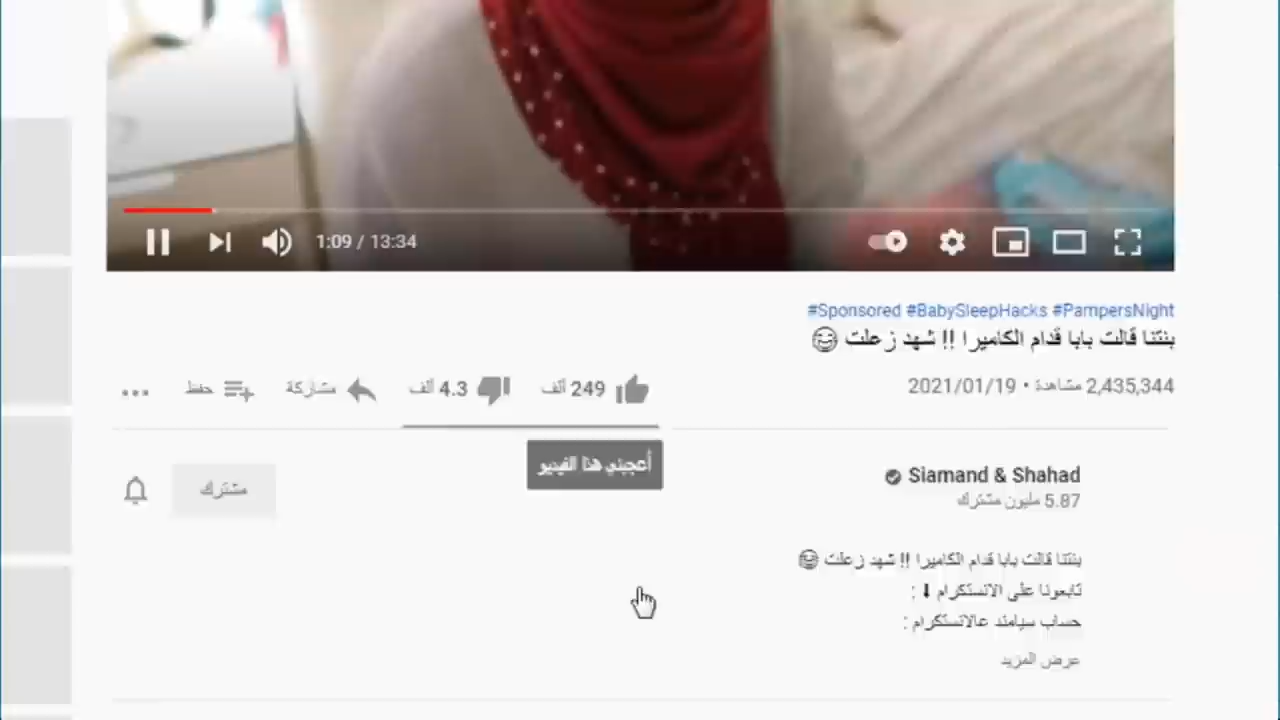 1:09 / 13:34
#Sponsored #BabySleepHacks #PampersNight
بنتنا قالت بابا قدام الكاميرا !! شهد زعلت 😂
2,435,344 مشاهدة • 2021/01/19
249 ألف
4.3 ألف
مشاركة
حفظ
أعجبني هذا الفيديو
Siamand & Shahad
5.87 مليون مشترك
مشترك
بنتنا قالت بابا قدام الكاميرا !! شهد زعلت 😂
تابعونا على الانستكرام ⬇ :
حساب سيامند عالانستكرام :
عرض المزيد